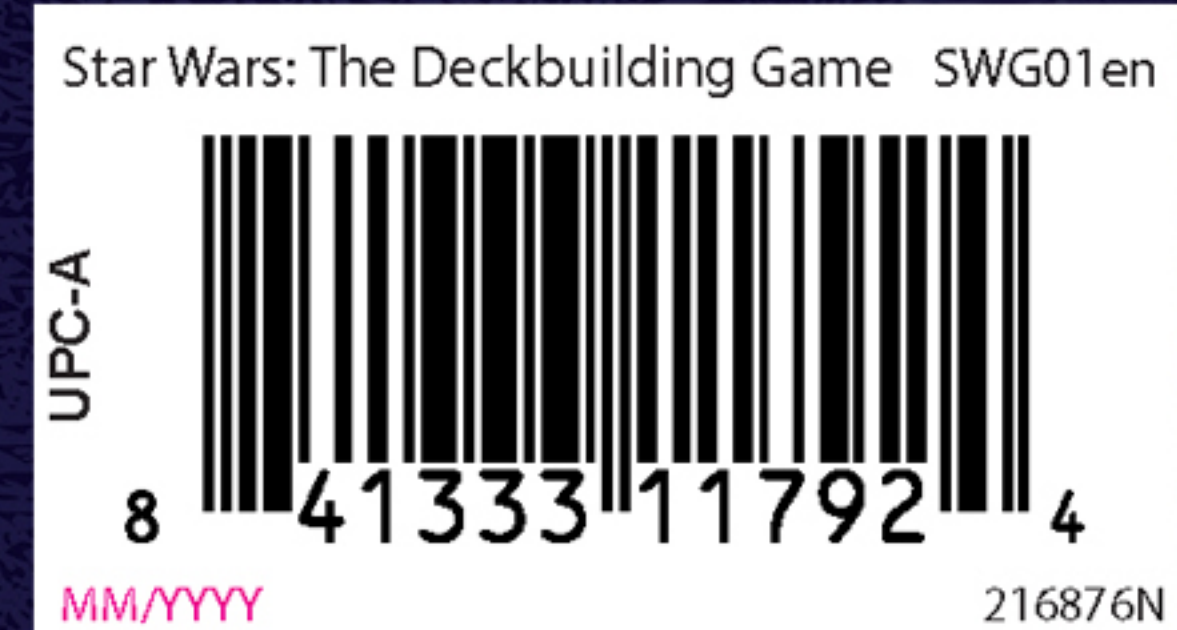 Star Wars: The Deckbuilding Game SWG01en
UPC-A
8 41333 11792 4
MM/YYYY
216876N